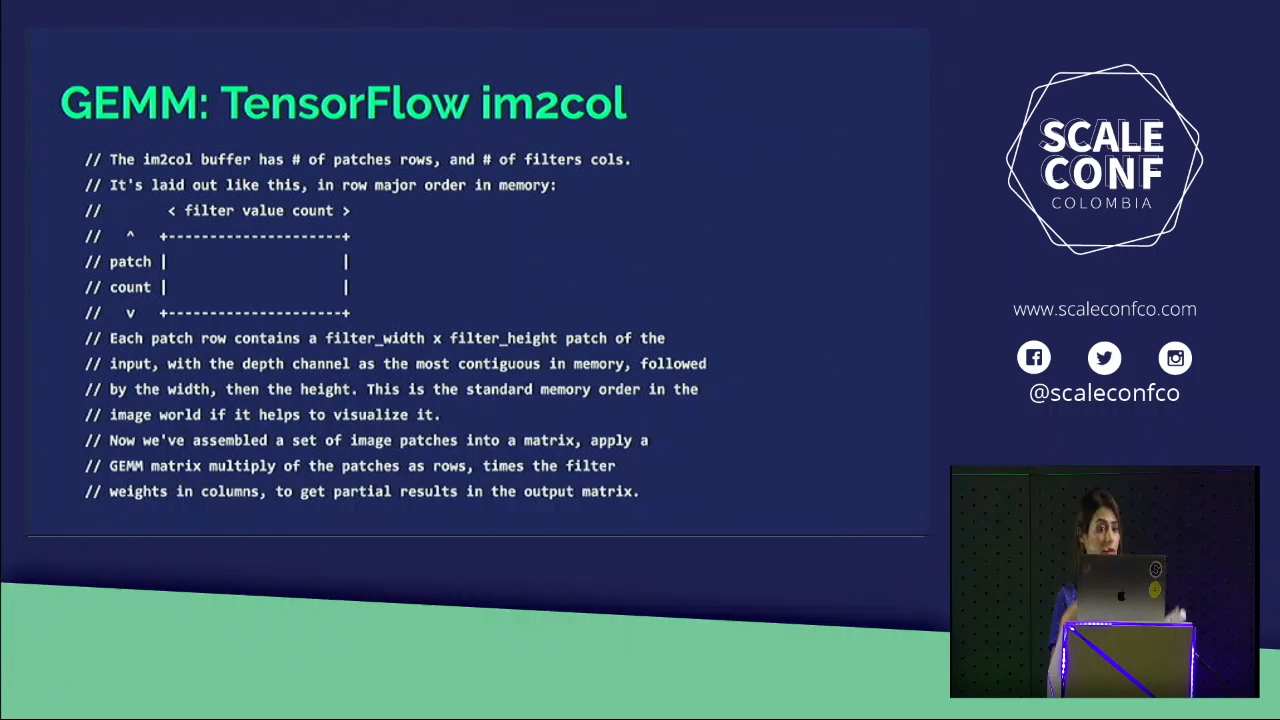 GEMM: TensorFlow im2col
// The im2col buffer has # of patches rows, and # of filters cols.
// It's laid out like this, in row major order in memory:
//        < filter value count >
//   ^   +---------------------+
// patch |                     |
// count |                     |
//   v   +---------------------+
// Each patch row contains a filter_width x filter_height patch of the
// input, with the depth channel as the most contiguous in memory, followed
// by the width, then the height. This is the standard memory order in the
// image world if it helps to visualize it.
// Now we've assembled a set of image patches into a matrix, apply a
// GEMM matrix multiply of the patches as rows, times the filter
// weights in columns, to get partial results in the output matrix.
SCALE
CONF
COLOMBIA
www.scaleconfco.com
@scaleconfco